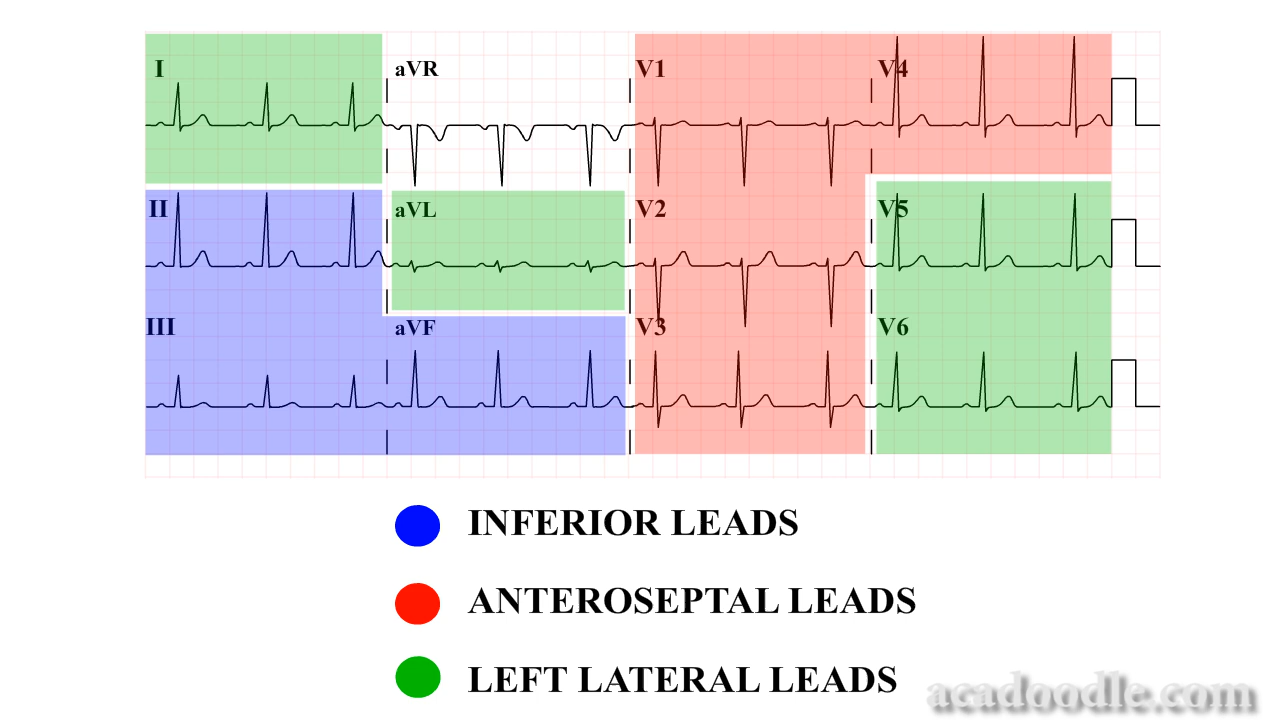 I aVR V1 V4
II aVL V2 V5
III aVF V3 V6
INFERIOR LEADS
ANTEROSEPTAL LEADS
LEFT LATERAL LEADS
acadoodle.com